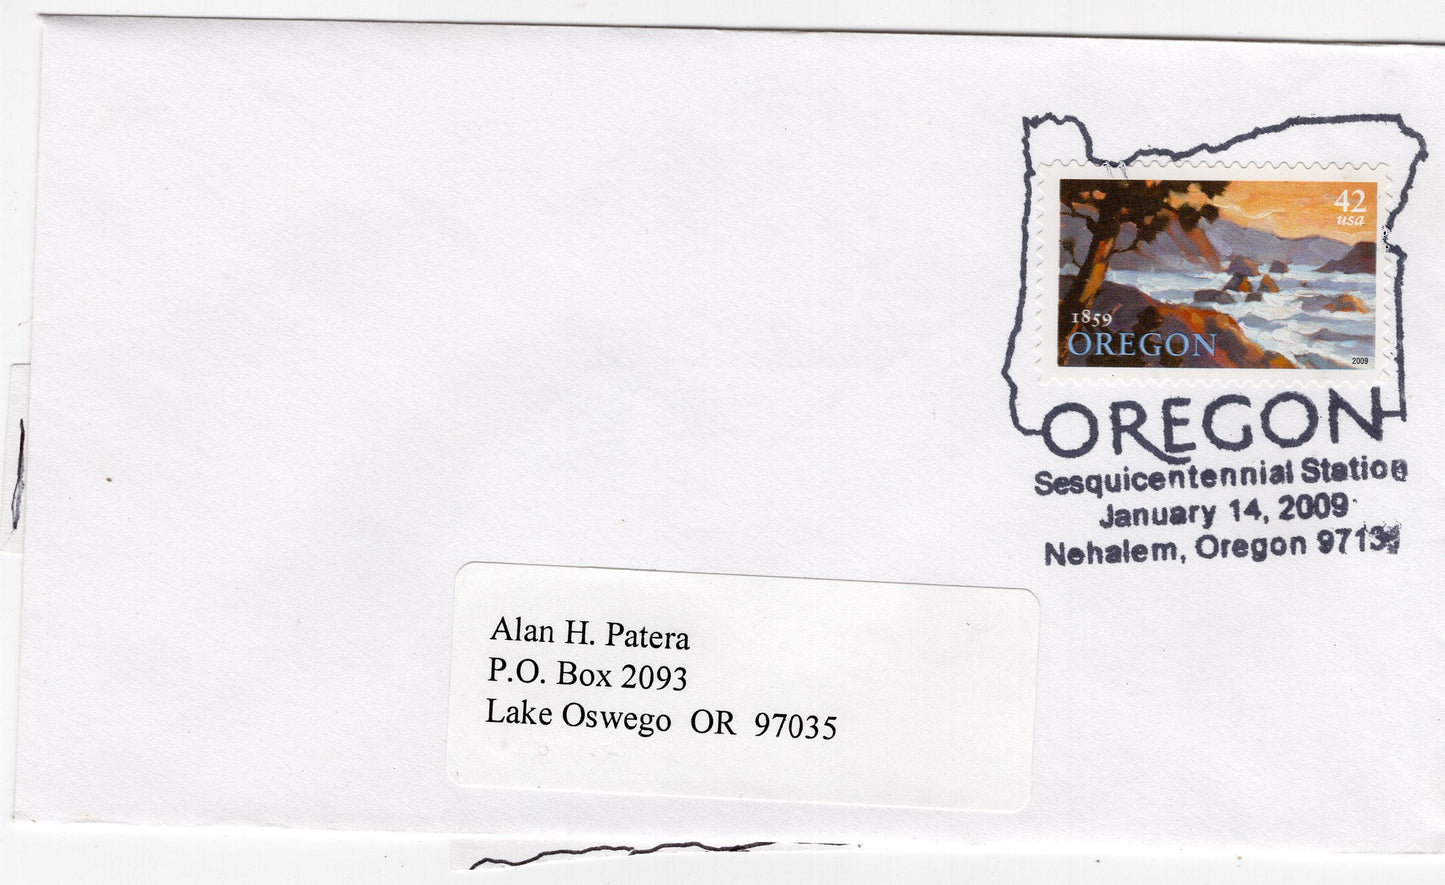 42
usa
1859
OREGON
2009
OREGON
Sesquicentennial Station
January 14, 2009
Nehalem, Oregon
Alan H. Patera
P.O. Box 2093
Lake Oswego OR 97035